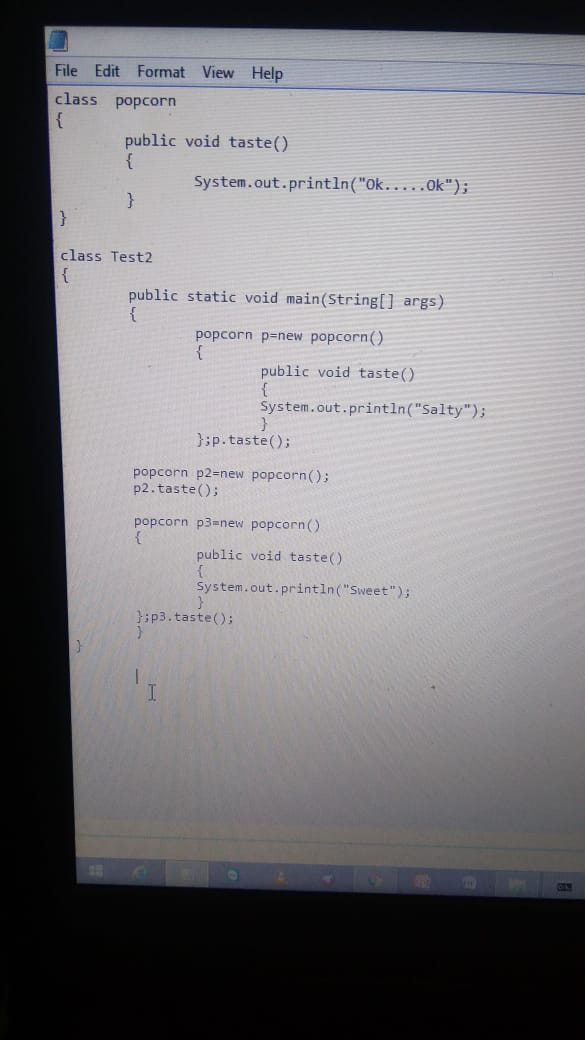 File Edit Format View Help
class popcorn
{
public void taste()
{
System.out.println("Ok.....Ok");
}
}
class Test2
{
public static void main(String[] args)
{
popcorn p=new popcorn()
{
public void taste()
{
System.out.println("Salty");
}
};p.taste();
popcorn p2=new popcorn();
p2.taste();
popcorn p3=new popcorn()
{
public void taste()
{
System.out.println("Sweet");
}
};p3.taste();
}
}